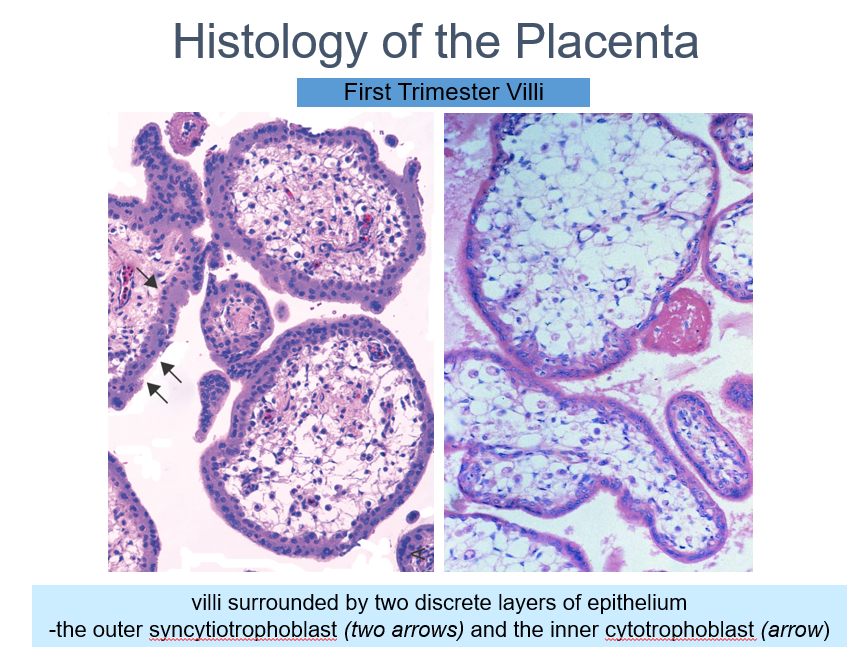 Histology of the Placenta
First Trimester Villi
A
villi surrounded by two discrete layers of epithelium
-the outer syncytiotrophoblast (two arrows) and the inner cytotrophoblast (arrow)